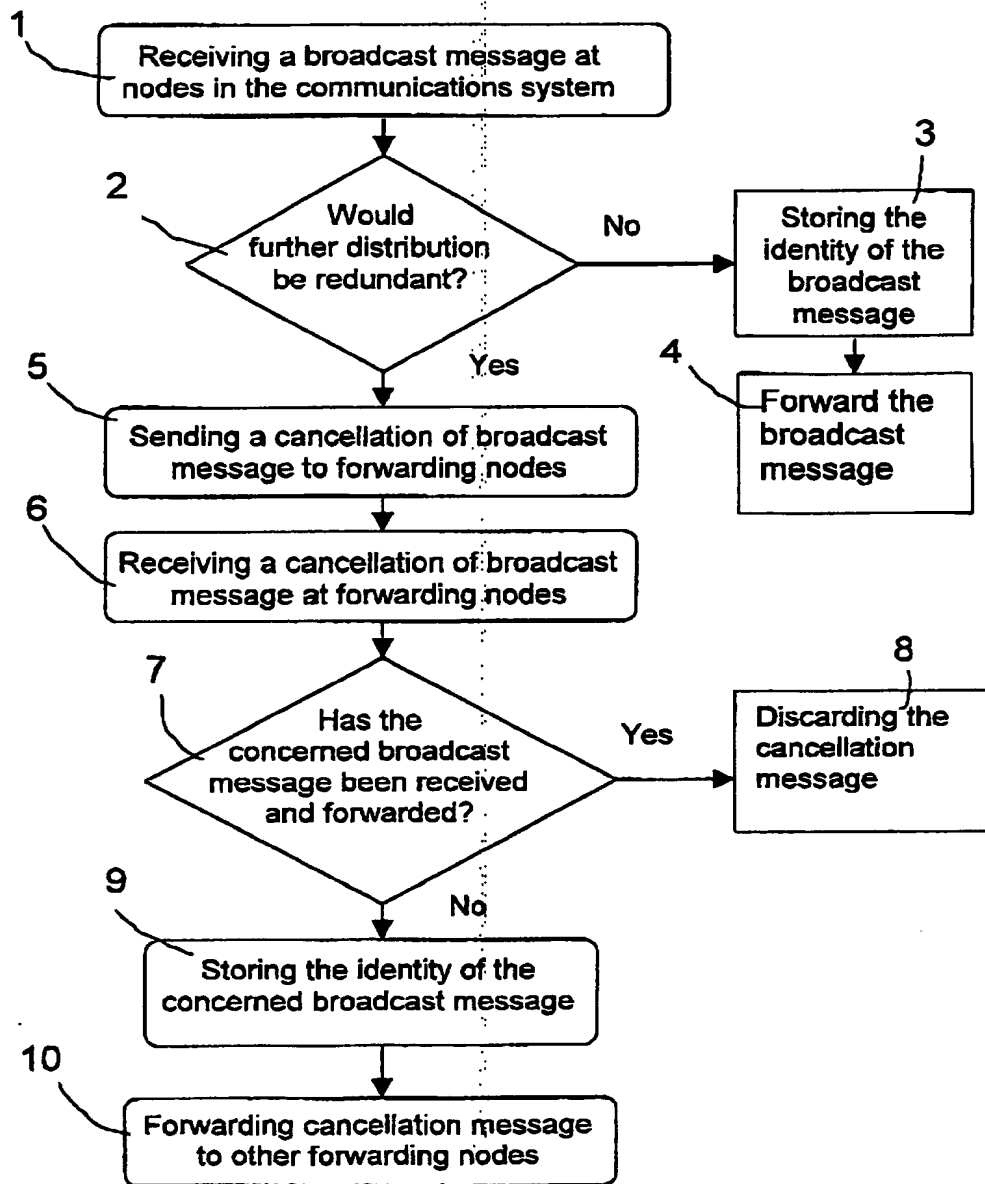 1
Receiving a broadcast message at
nodes in the communications system
2
Would
further distribution
be redundant?
No
3
Storing the
identity of the
broadcast
message
4
Forward the
broadcast
message
Yes
5
Sending a cancellation of broadcast
message to forwarding nodes
6
Receiving a cancellation of broadcast
message at forwarding nodes
7
Has the
concerned broadcast
message been received
and forwarded?
Yes
8
Discarding the
cancellation
message
No
9
Storing the identity of the
concerned broadcast message
10
Forwarding cancellation message
to other forwarding nodes